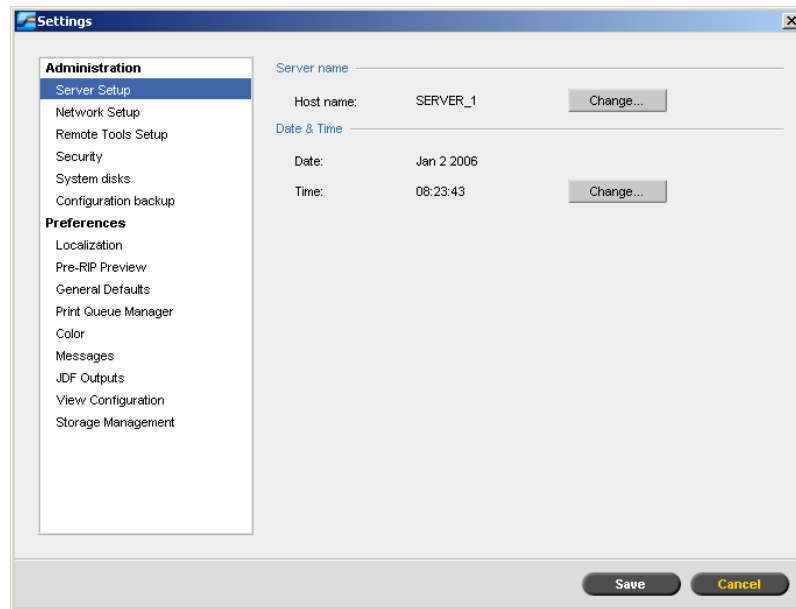 Settings
Administration
Server Setup
Network Setup
Remote Tools Setup
Security
System disks
Configuration backup
Preferences
Localization
Pre-RIP Preview
General Defaults
Print Queue Manager
Color
Messages
JDF Outputs
View Configuration
Storage Management
Server name
Host name: SERVER_1 Change...
Date & Time
Date: Jan 2 2006
Time: 08:23:43 Change...
Save Cancel